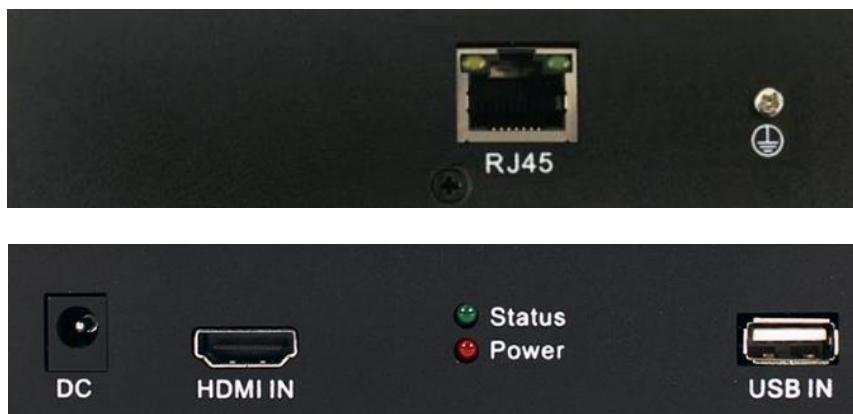 RJ45
Status
Power
DC
HDMI IN
USB IN